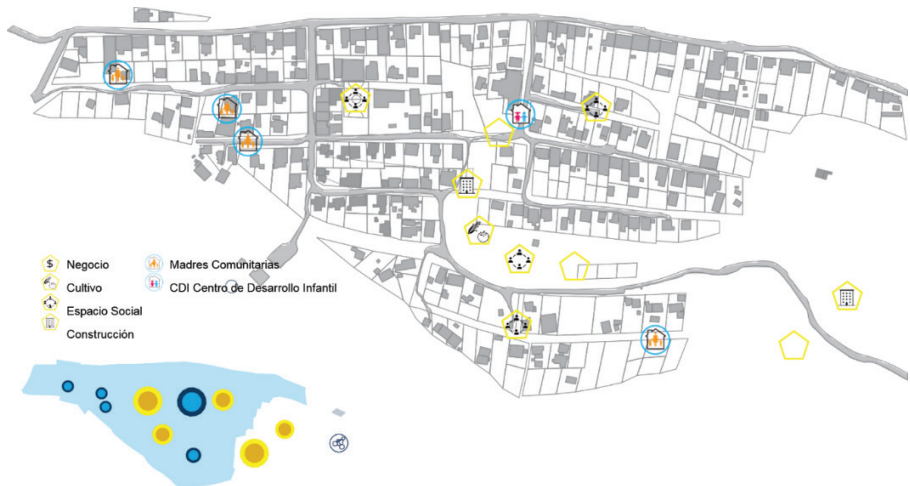 $ Negocio
Cultivo
Espacio Social
Construcción
Madres Comunitarias
CDI Centro de Desarrollo Infantil